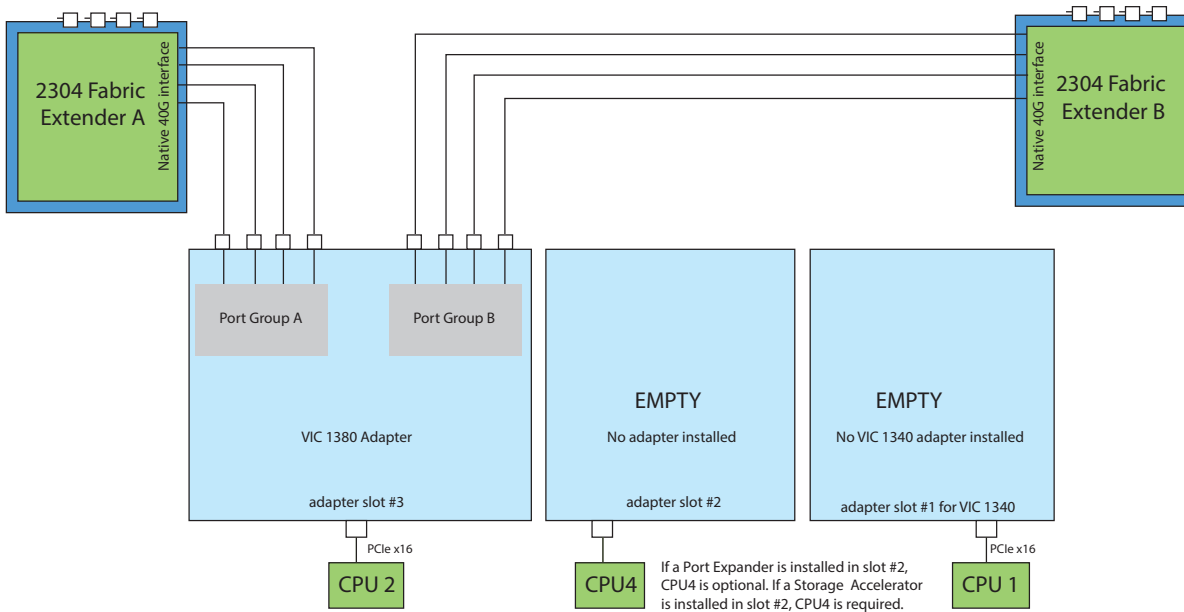 2304 Fabric
Extender A
Native 40G interface
2304 Fabric
Extender B
Native 40G interface
Port Group A
Port Group B
VIC 1380 Adapter
adapter slot #3
EMPTY
No adapter installed
adapter slot #2
EMPTY
No VIC 1340 adapter installed
adapter slot #1 for VIC 1340
PCIe x16
CPU 2
CPU4
If a Port Expander is installed in slot #2,
CPU4 is optional. If a Storage Accelerator
is installed in slot #2, CPU4 is required.
PCIe x16
CPU 1